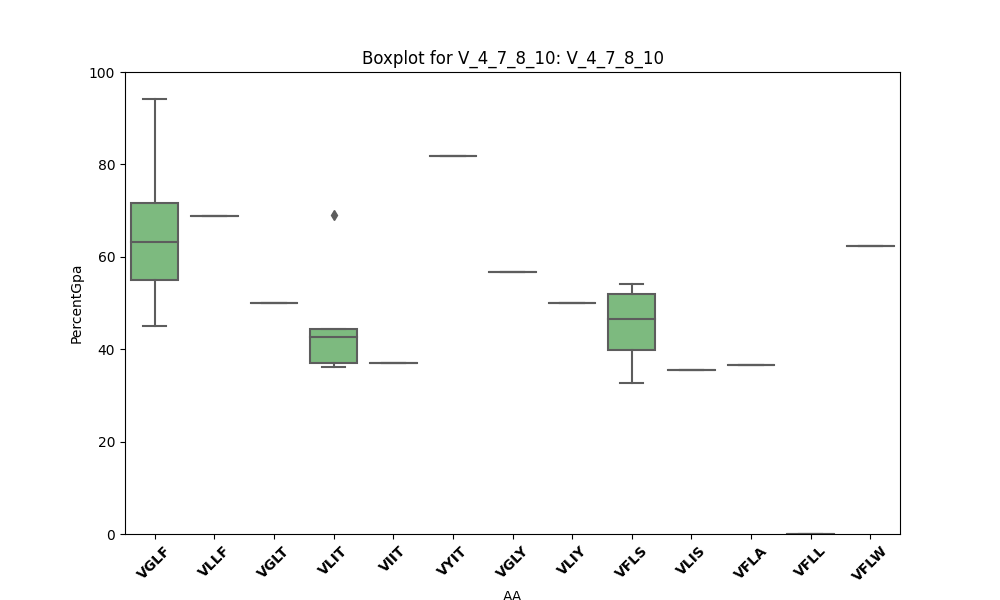 Boxplot for V_4_7_8_10: V_4_7_8_10
100
80
60
40
20
0
PercentGpa
VGLF VLLF VGLT VLIT VIIT VYIT VGLY VLIY VFLS VLIS VFLA VFLL VFLW
AA